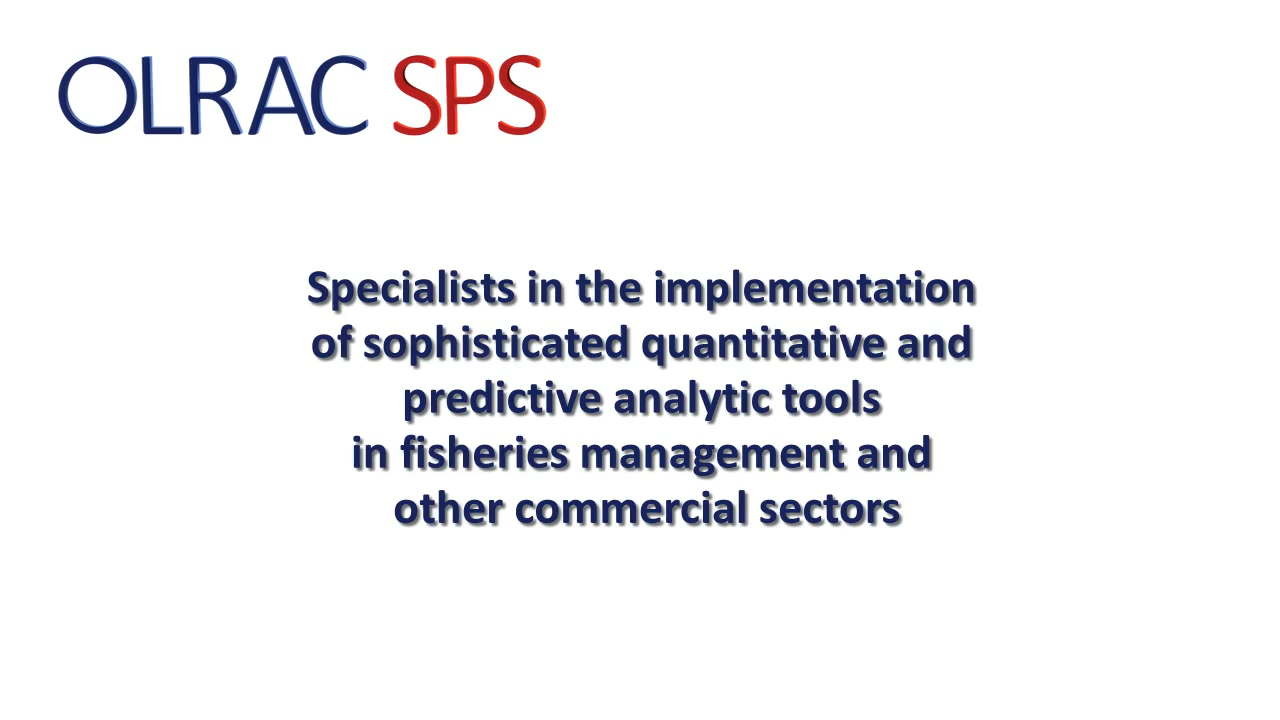 OLRAC SPS
Specialists in the implementation
of sophisticated quantitative and
predictive analytic tools
in fisheries management and
other commercial sectors